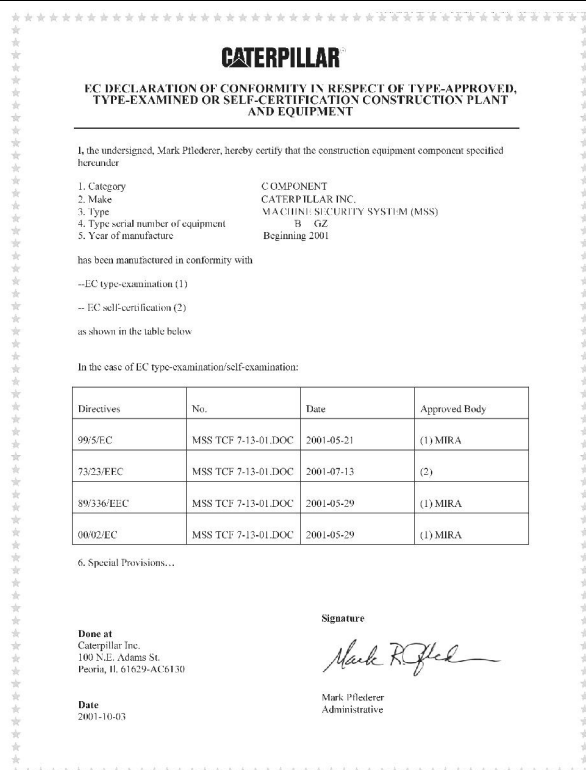 CATERPILLAR
EC DECLARATION OF CONFORMITY IN RESPECT OF TYPE-APPROVED,
TYPE-EXAMINED OR SELF-CERTIFICATION CONSTRUCTION PLANT
AND EQUIPMENT
I, the undersigned, Mark Pflederer, hereby certify that the construction equipment component specified
hereunder
1. Category COMPONENT
2. Make CATERPILLAR INC.
3. Type MACHINE SECURITY SYSTEM (MSS)
4. Type serial number of equipment B GZ
5. Year of manufacture Beginning 2001
has been manufactured in conformity with
--EC type-examination (1)
-- EC self-certification (2)
as shown in the table below
In the case of EC type-examination/self-examination:
Directives No. Date Approved Body
99/5/EC MSS TCF 7-13-01.DOC 2001-05-21 (1) MIRA
73/23/EEC MSS TCF 7-13-01.DOC 2001-07-13 (2)
89/336/EEC MSS TCF 7-13-01.DOC 2001-05-29 (1) MIRA
00/02/EC MSS TCF 7-13-01.DOC 2001-05-29 (1) MIRA
6. Special Provisions...
Signature
Done at
Caterpillar Inc.
100 N.E. Adams St.
Peoria, Il. 61629-AC6130
Mark Pflederer
Administrative
Date
2001-10-03